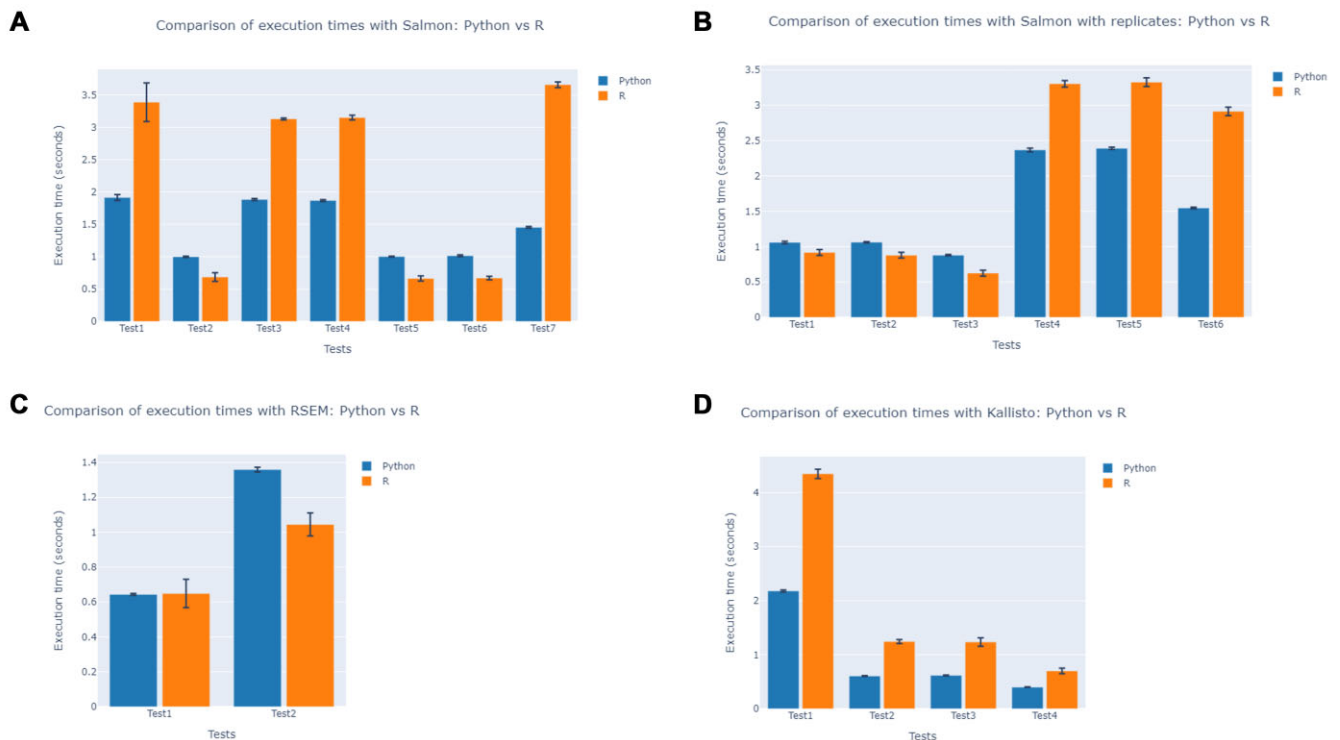 A
Comparison of execution times with Salmon: Python vs R
Python
R
Execution time (seconds)
3.5
3
2.5
2
1.5
1
0.5
0
Test1 Test2 Test3 Test4 Test5 Test6 Test7
Tests
B
Comparison of execution times with Salmon with replicates: Python vs R
Python
R
Execution time (seconds)
3.5
3
2.5
2
1.5
1
0.5
0
Test1 Test2 Test3 Test4 Test5 Test6
Tests
C
Comparison of execution times with RSEM: Python vs R
Python
R
Execution time (seconds)
1.4
1.2
1
0.8
0.6
0.4
0.2
0
Test1 Test2
Tests
D
Comparison of execution times with Kallisto: Python vs R
Python
R
Execution time (seconds)
4
3
2
1
0
Test1 Test2 Test3 Test4
Tests